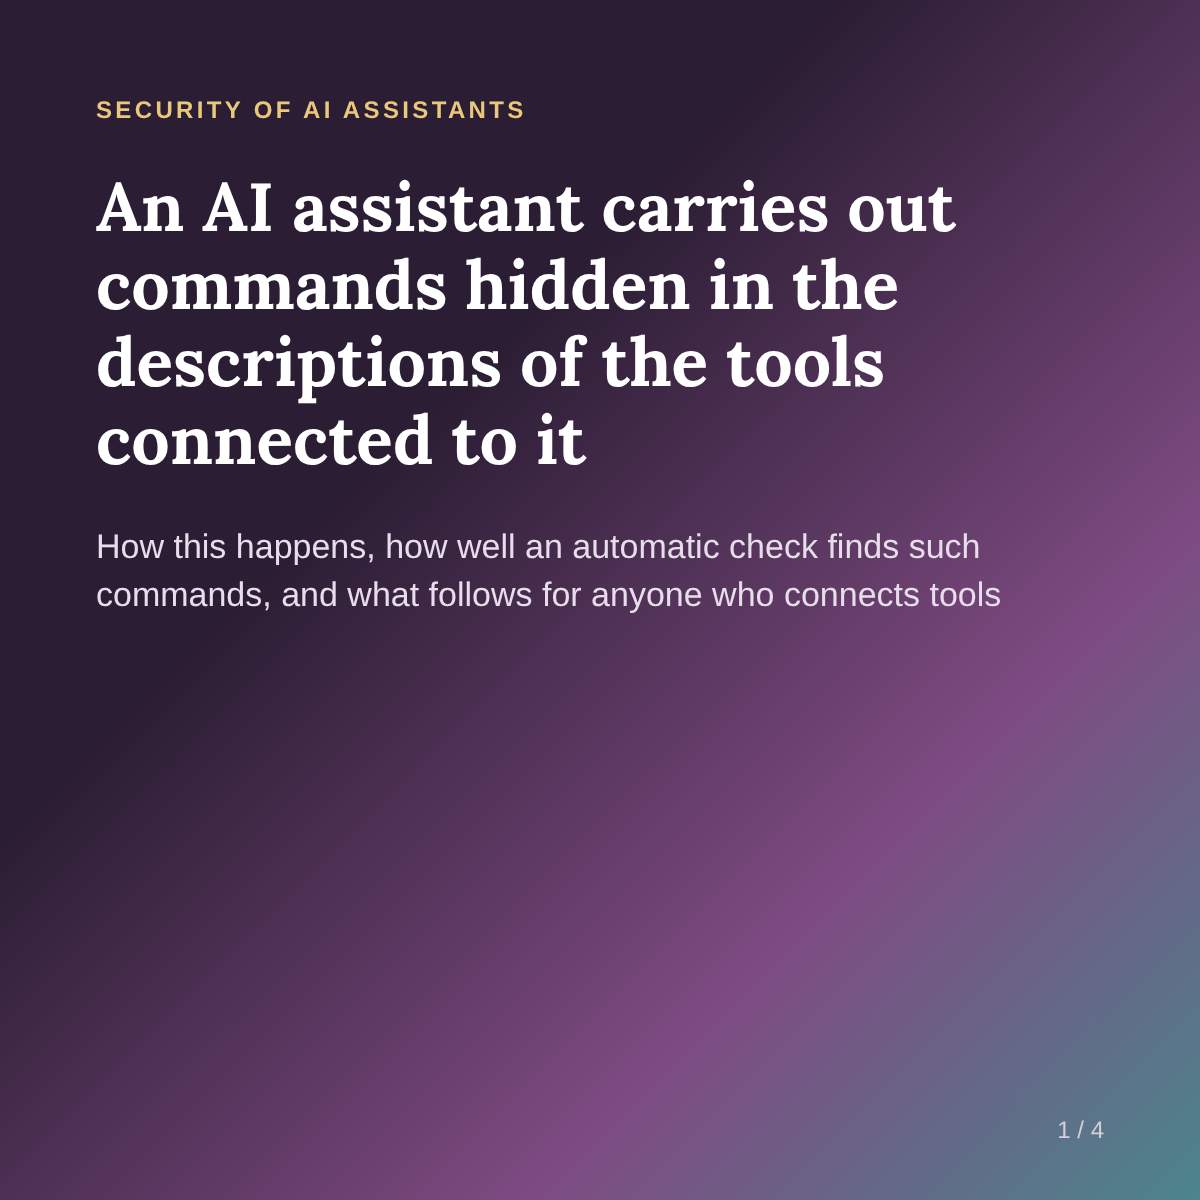 SECURITY OF AI ASSISTANTS
An AI assistant carries out
commands hidden in the
descriptions of the tools
connected to it
How this happens, how well an automatic check finds such
commands, and what follows for anyone who connects tools
1 / 4